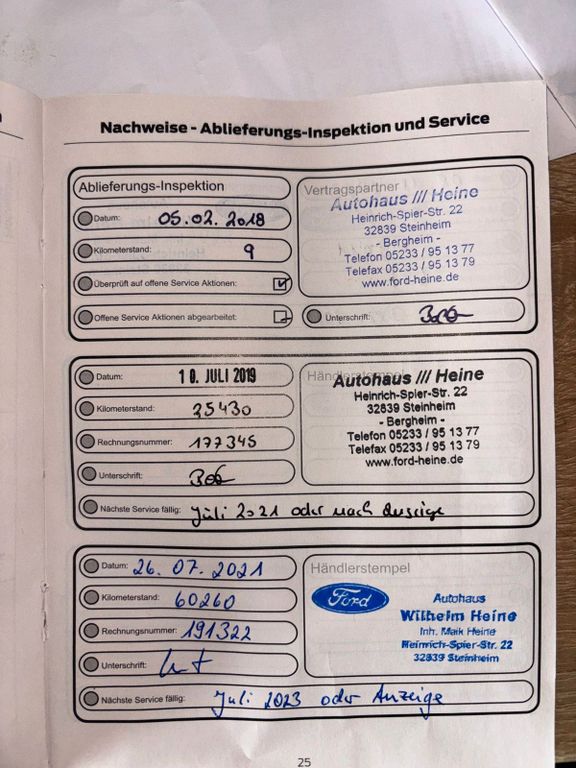 Nachweise - Ablieferungs-Inspektion und Service
Ablieferungs-Inspektion
Datum: 05.02.2018
Kilometerstand: 9
Überprüft auf offene Service Aktionen:
Offene Service Aktionen abgearbeitet:
Vertragspartner
Autohaus /// Heine
Heinrich-Spier-Str. 22
32839 Steinheim
- Bergheim -
Telefon 05233 / 95 13 77
Telefax 05233 / 95 13 79
www.ford-heine.de
Unterschrift:
Datum: 10. JULI 2019
Kilometerstand: 35430
Rechnungsnummer: 177345
Unterschrift:
Händlerstempel
Autohaus /// Heine
Heinrich-Spier-Str. 22
32839 Steinheim
- Bergheim -
Telefon 05233 / 95 13 77
Telefax 05233 / 95 13 79
www.ford-heine.de
Nächste Service fällig: Juli 2021 oder nach Anzeige
Datum: 26.07.2021
Kilometerstand: 60260
Rechnungsnummer: 191322
Unterschrift:
Händlerstempel
Ford
Autohaus
Wilhelm Heine
Inh. Maik Heine
Heinrich-Spier-Str. 22
32839 Steinheim
Nächste Service fällig: Juli 2023 oder Anzeige
25